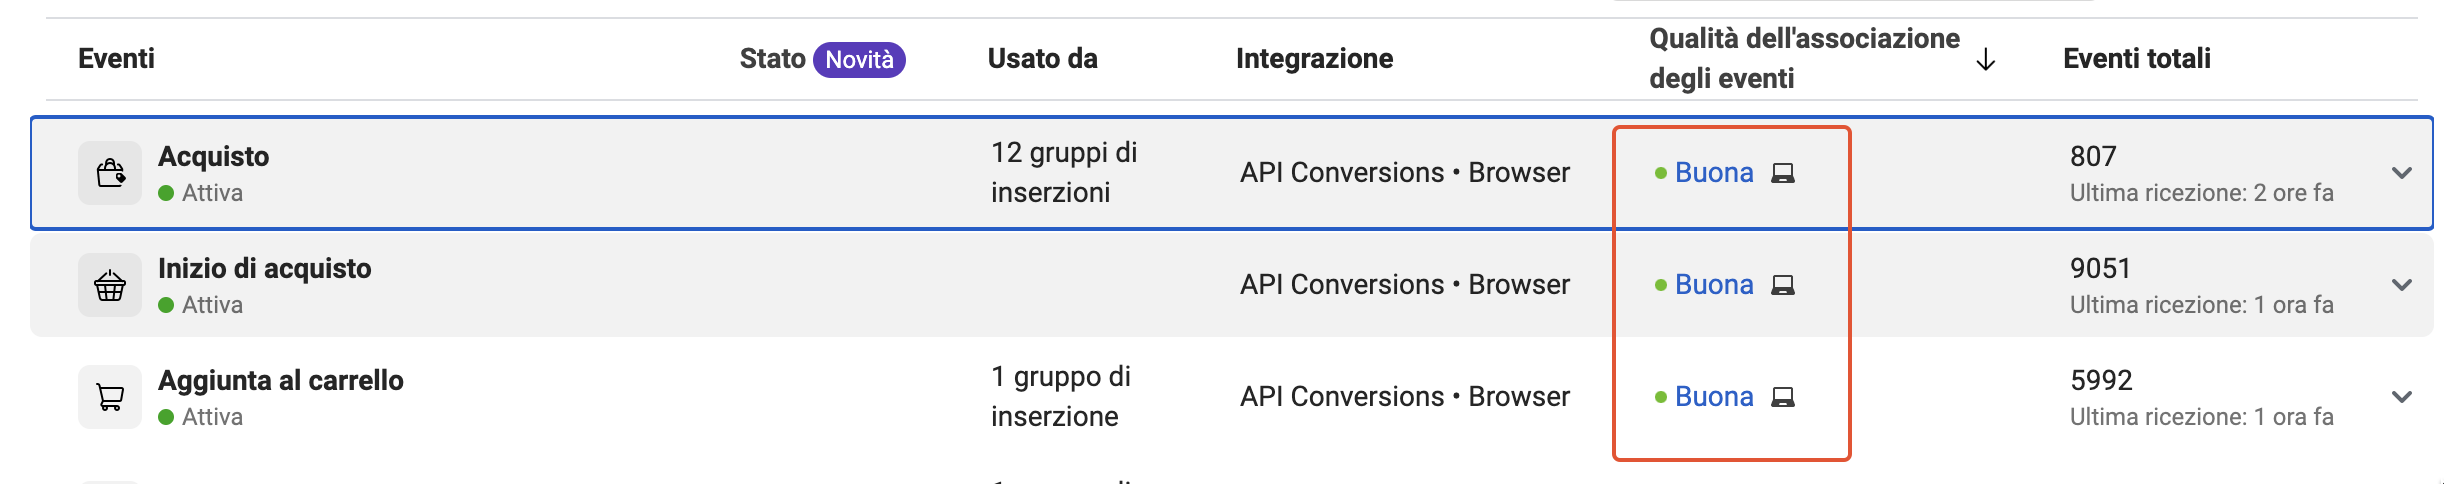 Eventi
Stato Novità
Usato da
Integrazione
Qualità dell'associazione
degli eventi
Eventi totali
Acquisto
Attiva
12 gruppi di
inserzioni
API Conversions • Browser
Buona
807
Ultima ricezione: 2 ore fa
Inizio di acquisto
Attiva
API Conversions • Browser
Buona
9051
Ultima ricezione: 1 ora fa
Aggiunta al carrello
Attiva
1 gruppo di
inserzione
API Conversions • Browser
Buona
5992
Ultima ricezione: 1 ora fa